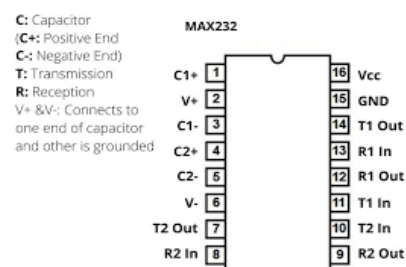 C: Capacitor
(C+: Positive End
C-: Negative End)
T: Transmission
R: Reception
V+ &V-: Connects to
one end of capacitor
and other is grounded
MAX232
C1+ 1 16 Vcc
V+ 2 15 GND
C1- 3 14 T1 Out
C2+ 4 13 R1 In
C2- 5 12 R1 Out
V- 6 11 T1 In
T2 Out 7 10 T2 In
R2 In 8 9 R2 Out